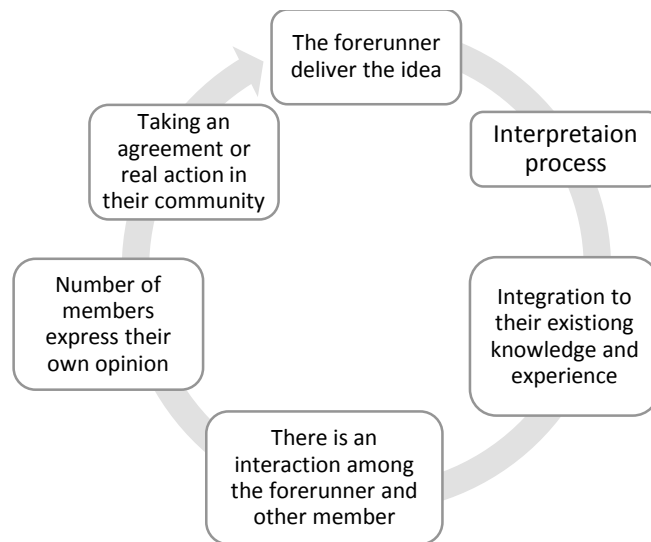 The forerunner
deliver the idea
Interpretaion
process
Integration to
their existiong
knowledge and
experience
There is an
interaction among
the forerunner and
other member
Number of
members
express their
own opinion
Taking an
agreement or
real action in
their community